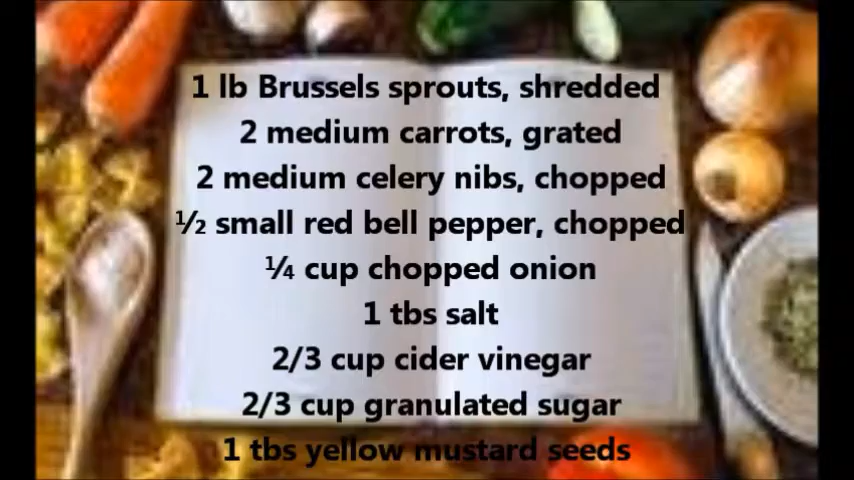 1 lb Brussels sprouts, shredded
2 medium carrots, grated
2 medium celery nibs, chopped
½ small red bell pepper, chopped
¼ cup chopped onion
1 tbs salt
2/3 cup cider vinegar
2/3 cup granulated sugar
1 tbs yellow mustard seeds